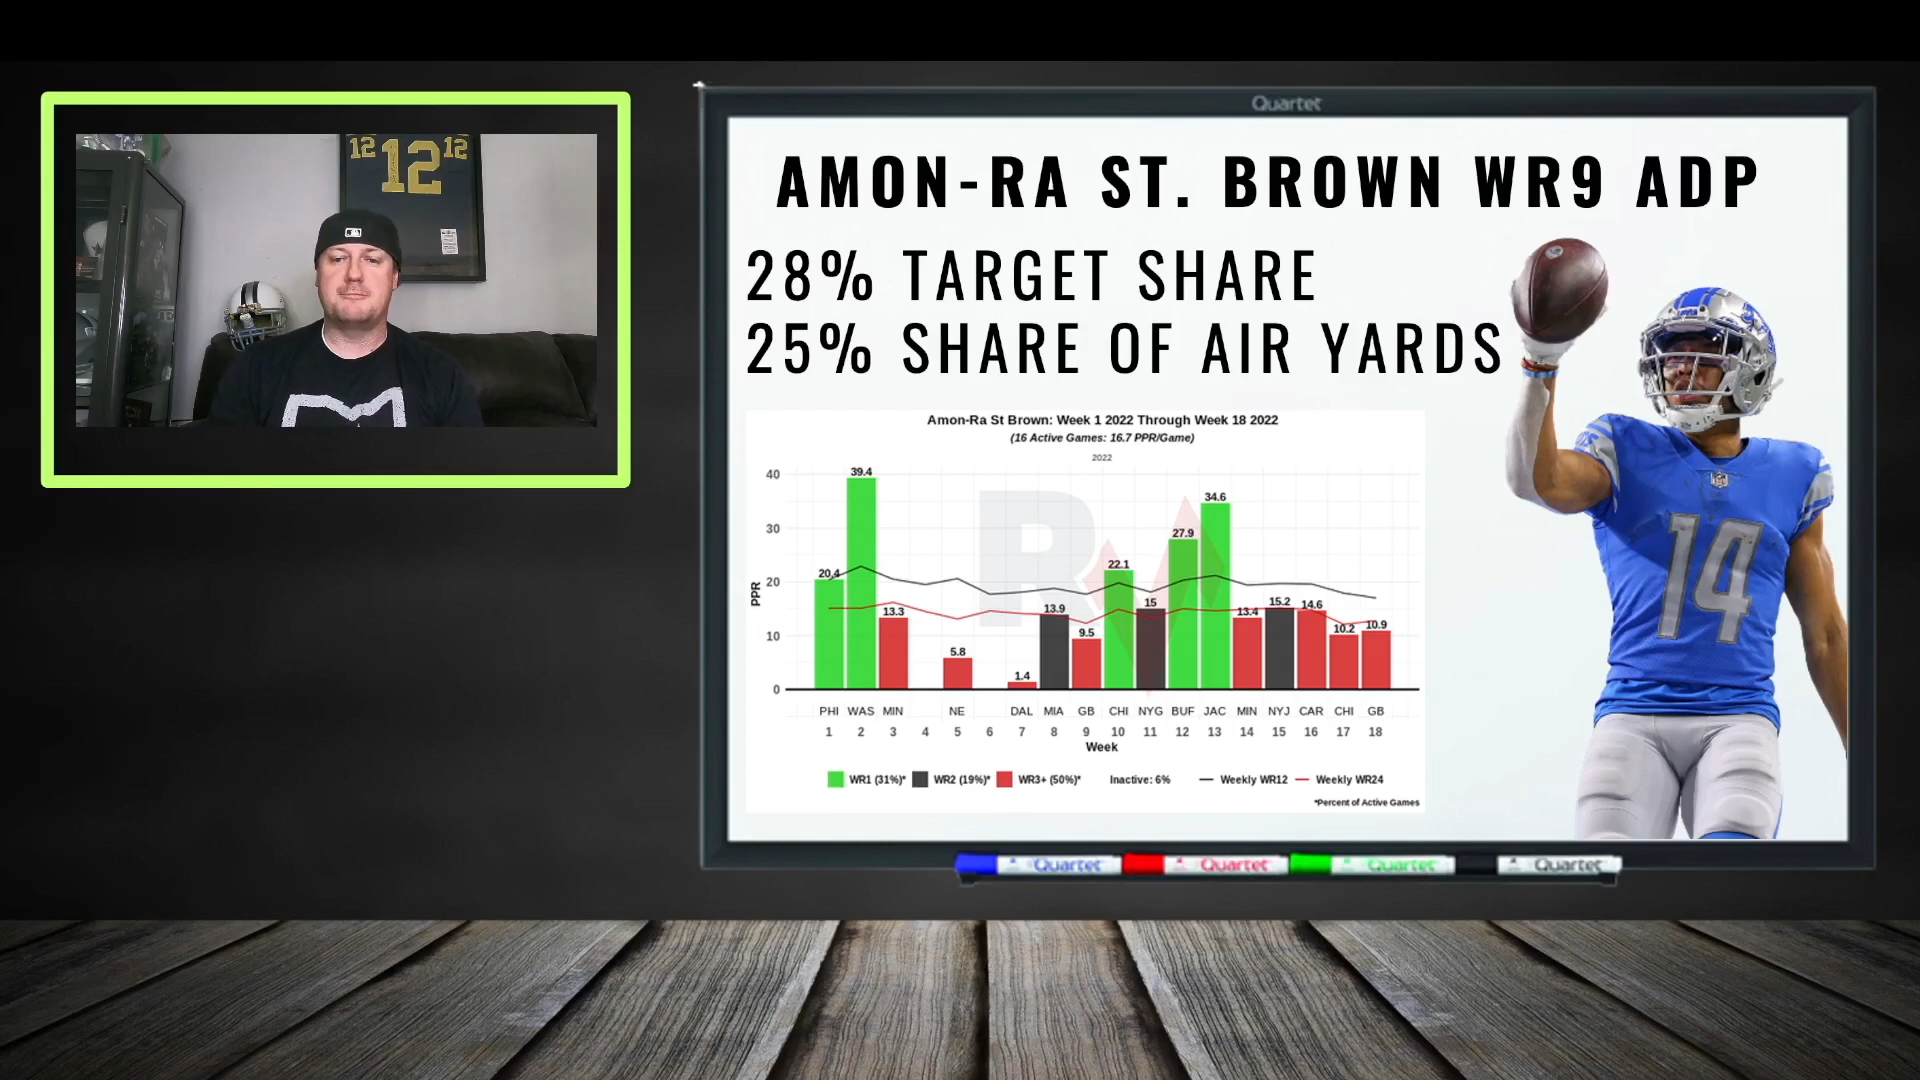 12 12 12
Quartet
AMON-RA ST. BROWN WR9 ADP
28% TARGET SHARE
25% SHARE OF AIR YARDS
Amon-Ra St Brown: Week 1 2022 Through Week 18 2022
(16 Active Games: 16.7 PPR/Game)
2022
PPR
40
30
20
10
0
RM
20.4 39.4 13.3 5.8 1.4 13.9 9.5 22.1 15 27.9 34.6 13.4 15.2 14.6 10.2 10.9
PHI WAS MIN NE DAL MIA GB CHI NYG BUF JAC MIN NYJ CAR CHI GB
1 2 3 4 5 6 7 8 9 10 11 12 13 14 15 16 17 18
Week
WR1 (31%)* WR2 (19%)* WR3+ (50%)* Inactive: 6% Weekly WR12 Weekly WR24
*Percent of Active Games
14
Quartet Quartet Quartet Quartet